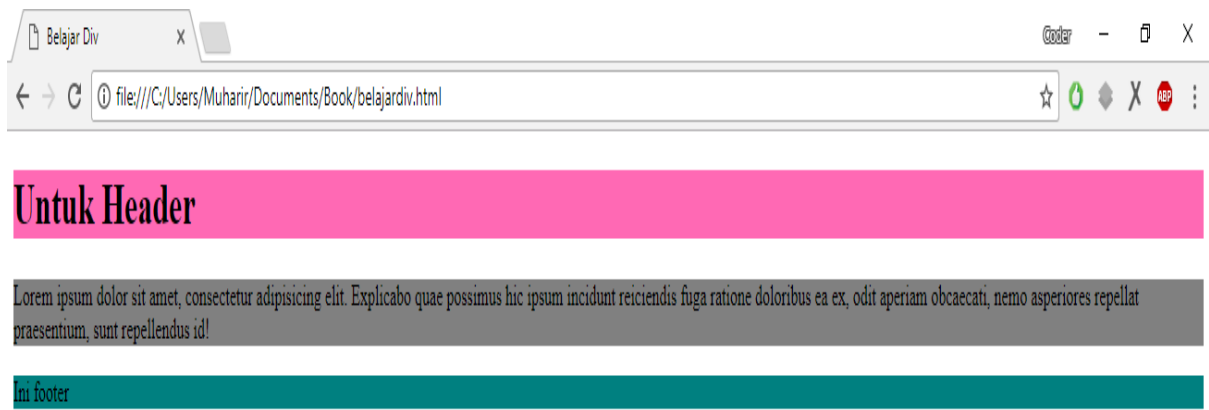 Belajar Div
Coder
file:///C:/Users/Muharir/Documents/Book/belajardiv.html
ABP
Untuk Header
Lorem ipsum dolor sit amet, consectetur adipisicing elit. Explicabo quae possimus hic ipsum incidunt reiciendis fuga ratione doloribus ea ex, odit aperiam obcaecati, nemo asperiores repellat
praesentium, sunt repellendus id!
Ini footer